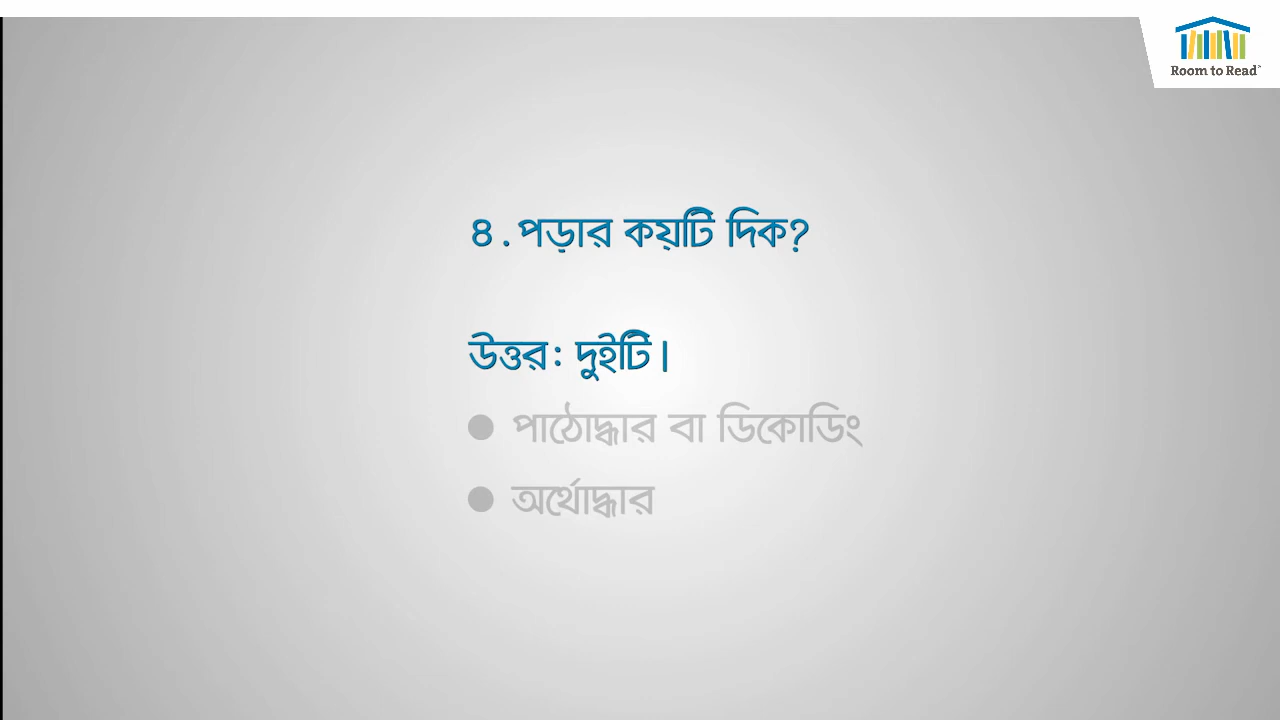 Room to Read
৪. পড়ার কয়টি দিক?
উত্তর: দুইটি।
● পাঠোদ্ধার বা ডিকোডিং
● অর্থোদ্ধার